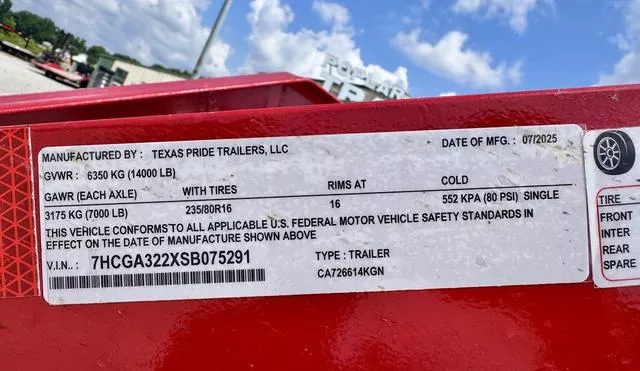 MANUFACTURED BY : TEXAS PRIDE TRAILERS, LLC DATE OF MFG. : 07/2025
GVWR : 6350 KG (14000 LB)
GAWR (EACH AXLE) WITH TIRES RIMS AT COLD
3175 KG (7000 LB) 235/80R16 16 552 KPA (80 PSI) SINGLE
THIS VEHICLE CONFORMSTO ALL APPLICABLE U.S. FEDERAL MOTOR VEHICLE SAFETY STANDARDS IN
EFFECT ON THE DATE OF MANUFACTURE SHOWN ABOVE
V.I.N.. : 7HCGA322XSB075291 TYPE : TRAILER
CA726614KGN
TIRE
FRONT
INTER
REAR
SPARE